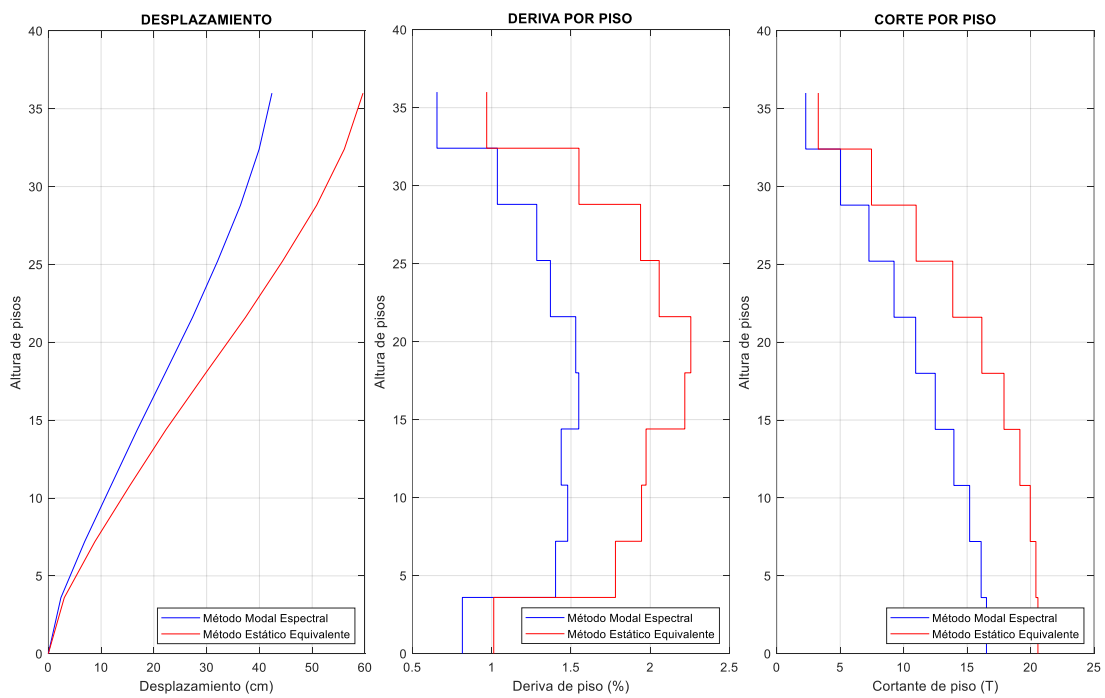 DESPLAZAMIENTO
40
35
30
25
20
15
10
5
0
Altura de pisos
0 10 20 30 40 50 60
Desplazamiento (cm)
Método Modal Espectral
Método Estático Equivalente
DERIVA POR PISO
40
35
30
25
20
15
10
5
0
Altura de pisos
0.5 1 1.5 2 2.5
Deriva de piso (%)
Método Modal Espectral
Método Estático Equivalente
CORTE POR PISO
40
35
30
25
20
15
10
5
0
Altura de pisos
0 5 10 15 20 25
Cortante de piso (T)
Método Modal Espectral
Método Estático Equivalente